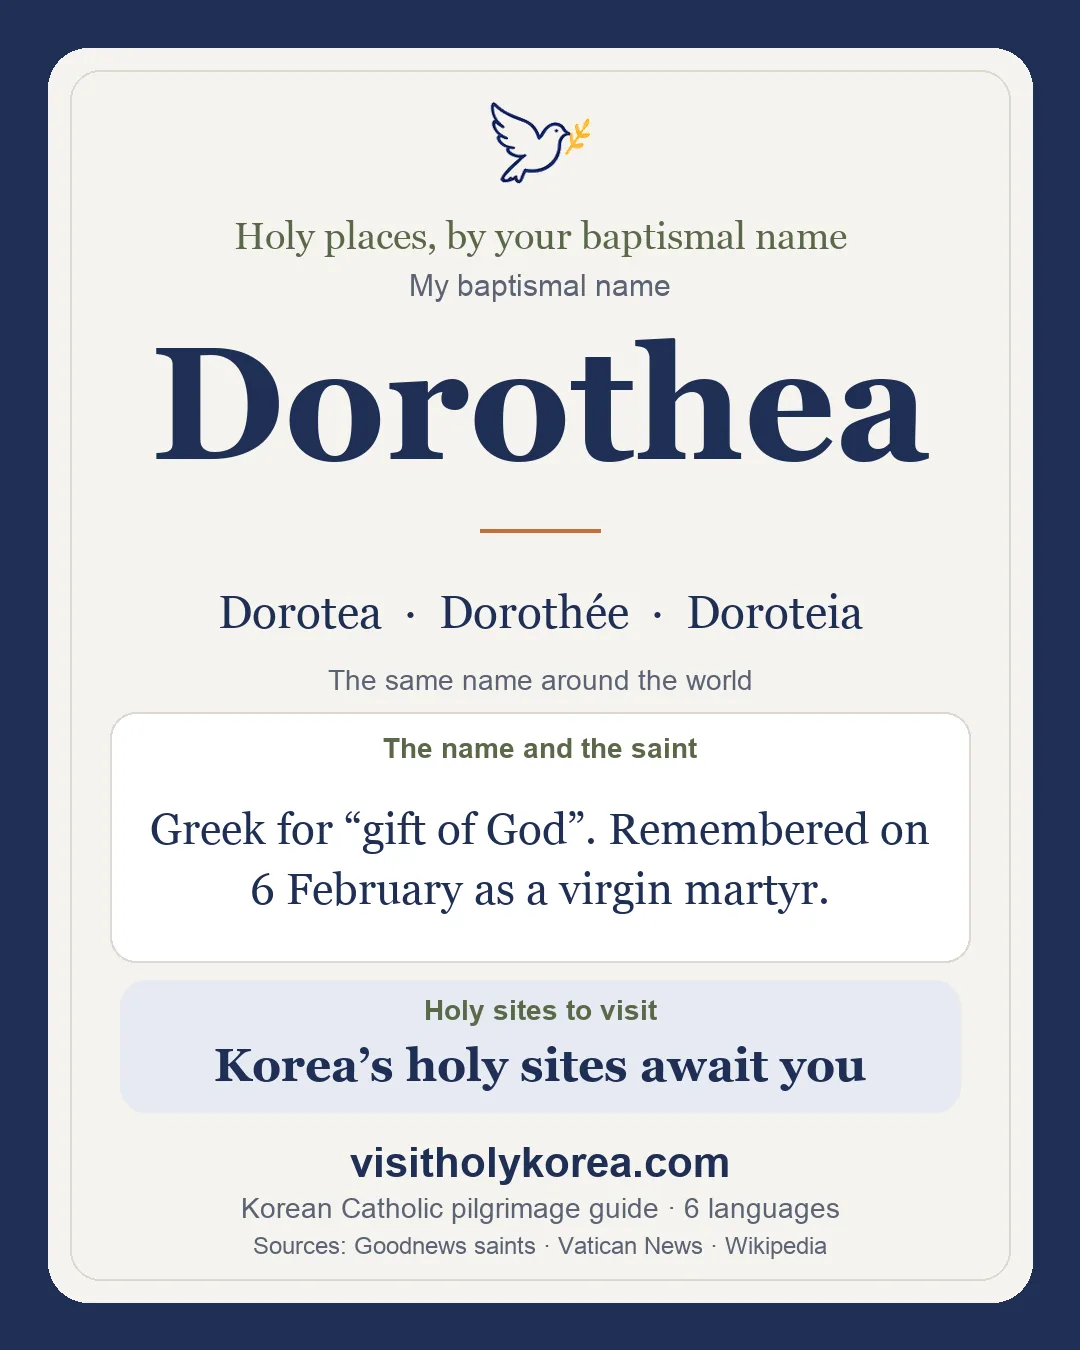 Holy places, by your baptismal name
My baptismal name
Dorothea
Dorotea · Dorothée · Doroteia
The same name around the world
The name and the saint
Greek for “gift of God”. Remembered on
6 February as a virgin martyr.
Holy sites to visit
Korea’s holy sites await you
visitholykorea.com
Korean Catholic pilgrimage guide · 6 languages
Sources: Goodnews saints · Vatican News · Wikipedia